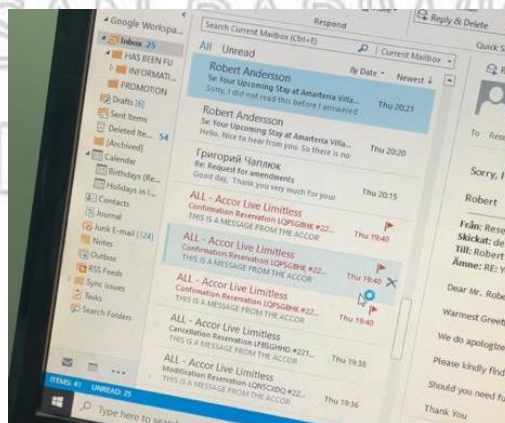 Respond
Reply & Delete
Google Workspa...
Search Current Mailbox (Ctrl+E)
Current Mailbox
Quick S
Inbox 25
HAS BEEN FU
INFORMATI...
PROMOTION
Drafts [6]
Sent Items
Deleted Ite... 54
[Archived]
Calendar
Birthdays (Re...
Holidays in L...
Contacts
Journal
Junk E-mail [124]
Notes
Outbox
RSS Feeds
Sync Issues
Tasks
Search Folders
All Unread
By Date Newest ↓
Robert Andersson
Sv: Your Upcoming Stay at Amarterra Villa...
Thu 20:21
Sorry, I did not read this before I answered
Robert Andersson
Sv: Your Upcoming Stay at Amarterra Villa...
Thu 20:20
Hello. Nice to hear from you. So there is no
Григорий Чаплюк
Re: Request for amendments
Thu 20:15
Good day, Thank you very much for your
ALL - Accor Live Limitless
Confirmation Reservation LQPSGBHK #22...
Thu 19:40
THIS IS A MESSAGE FROM THE ACCOR
ALL - Accor Live Limitless
Confirmation Reservation LQPSGBHK #22...
Thu 19:40
THIS IS A MESSAGE FROM THE ACCOR
ALL - Accor Live Limitless
Confirmation Reservation LQPSGBHK #22...
Thu 19:40
THIS IS A MESSAGE FROM THE ACCOR
ALL - Accor Live Limitless
Cancellation Reservation #221...
Thu 19:38
THIS IS A MESSAGE FROM THE ACCOR
ALL - Accor Live Limitless
Modification Reservation #22...
Thu 19:36
THIS IS A MESSAGE FROM THE ACCOR
To Rese
Sorry, I
Robert
Från: Rese
Skickat: de
Till: Robert
Ämne: RE: Y
Dear Mr. Robe
Warmest Greet
We do apologize
Please kindly find
Should you need fu
Thank You
ITEMS: 41 UNREAD: 25
Type here to search